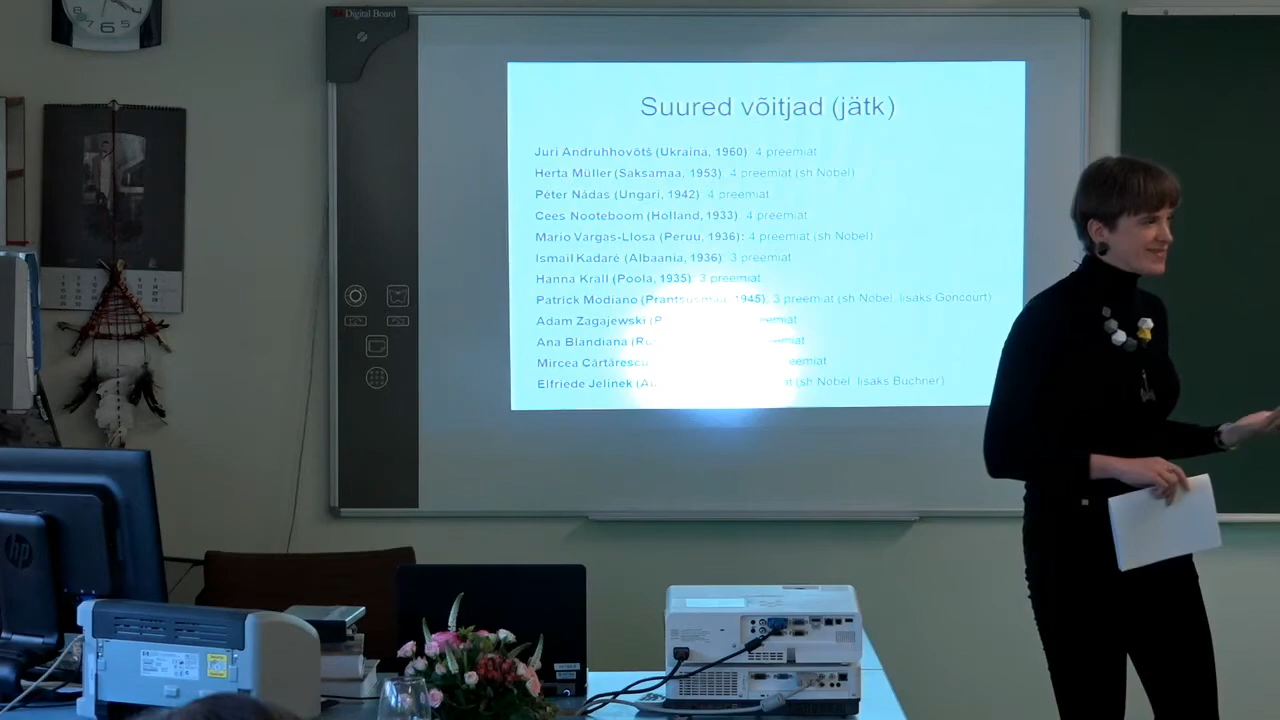 Digital Board
Suured võitjad (jätk)
Juri Andruhhovõtš (Ukraina, 1960) 4 preemiat
Herta Müller (Saksamaa, 1953) 4 preemiat (sh Nobel)
Péter Nádas (Ungari, 1942) 4 preemiat
Cees Nooteboom (Holland, 1933) 4 preemiat
Mario Vargas-Llosa (Peruu, 1936): 4 preemiat (sh Nobel)
Ismail Kadaré (Albaania, 1936) 3 preemiat
Hanna Krall (Poola, 1935) 3 preemiat
Patrick Modiano (Prantsusmaa, 1945) 3 preemiat (sh Nobel, lisaks Goncourt)
Adam Zagajewski
Ana Blandiana
Mircea Cărtărescu
Elfriede Jelinek (sh Nobel, lisaks Büchner)
hp